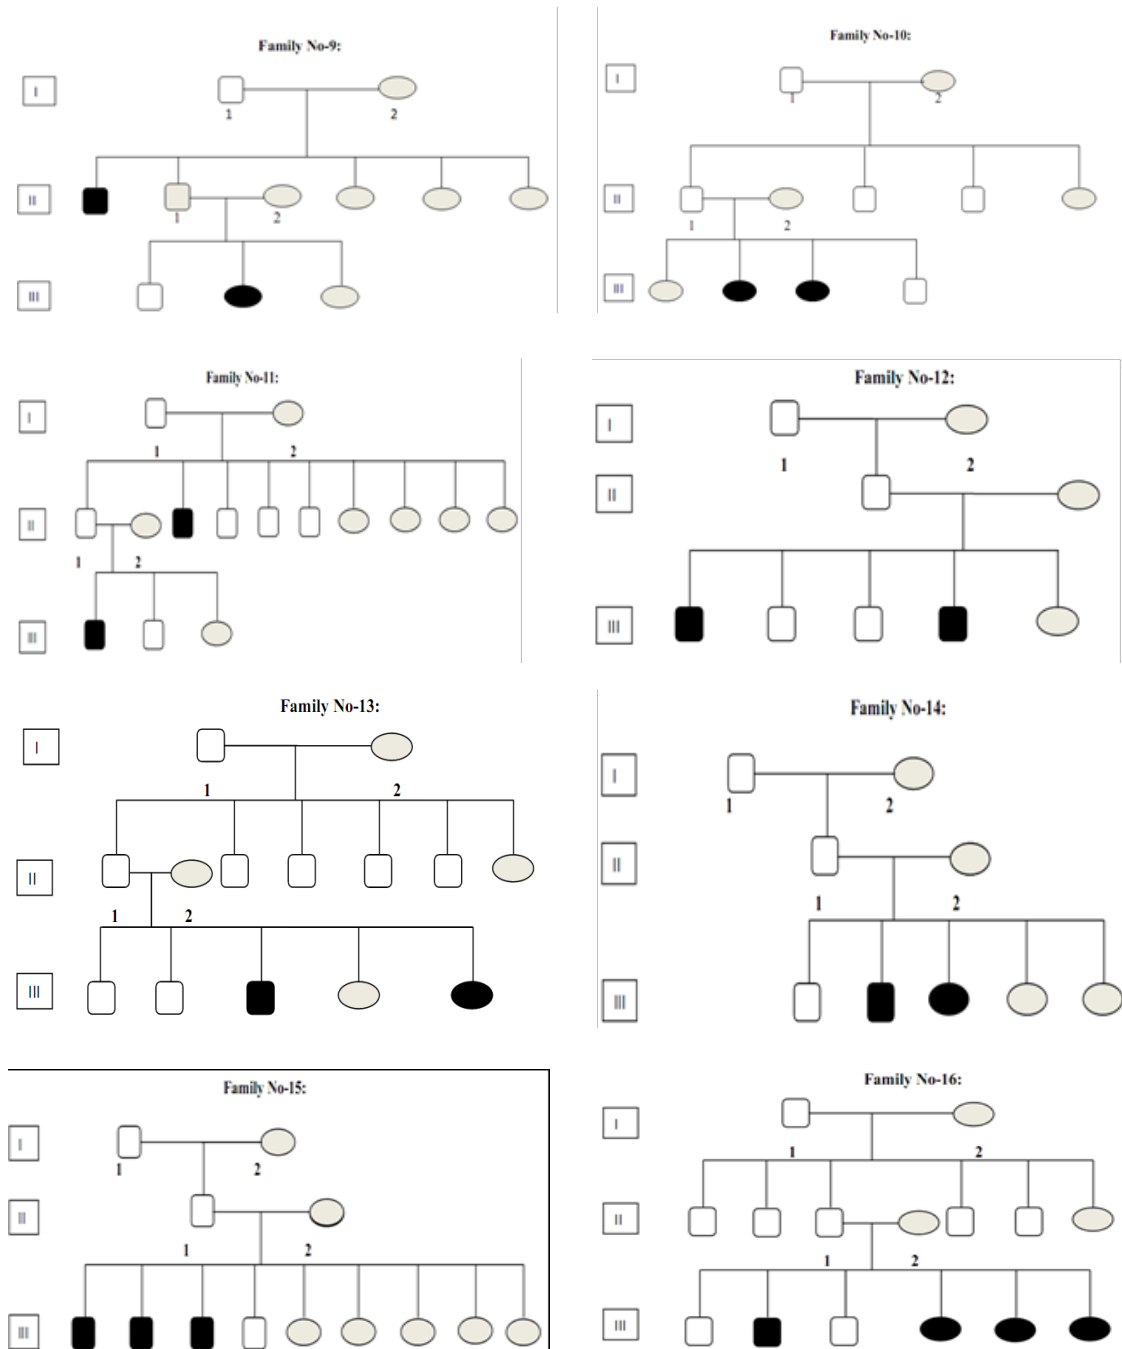 Family No-9:
I
1 2
II
1 2
III
Family No-10:
I
1 2
II
1 2
III
Family No-11:
I
1 2
II
1 2
III
Family No-12:
I
1 2
II
III
Family No-13:
I
1 2
II
1 2
III
Family No-14:
I
1 2
II
1 2
III
Family No-15:
I
1 2
II
1 2
III
Family No-16:
I
1 2
II
1 2
III